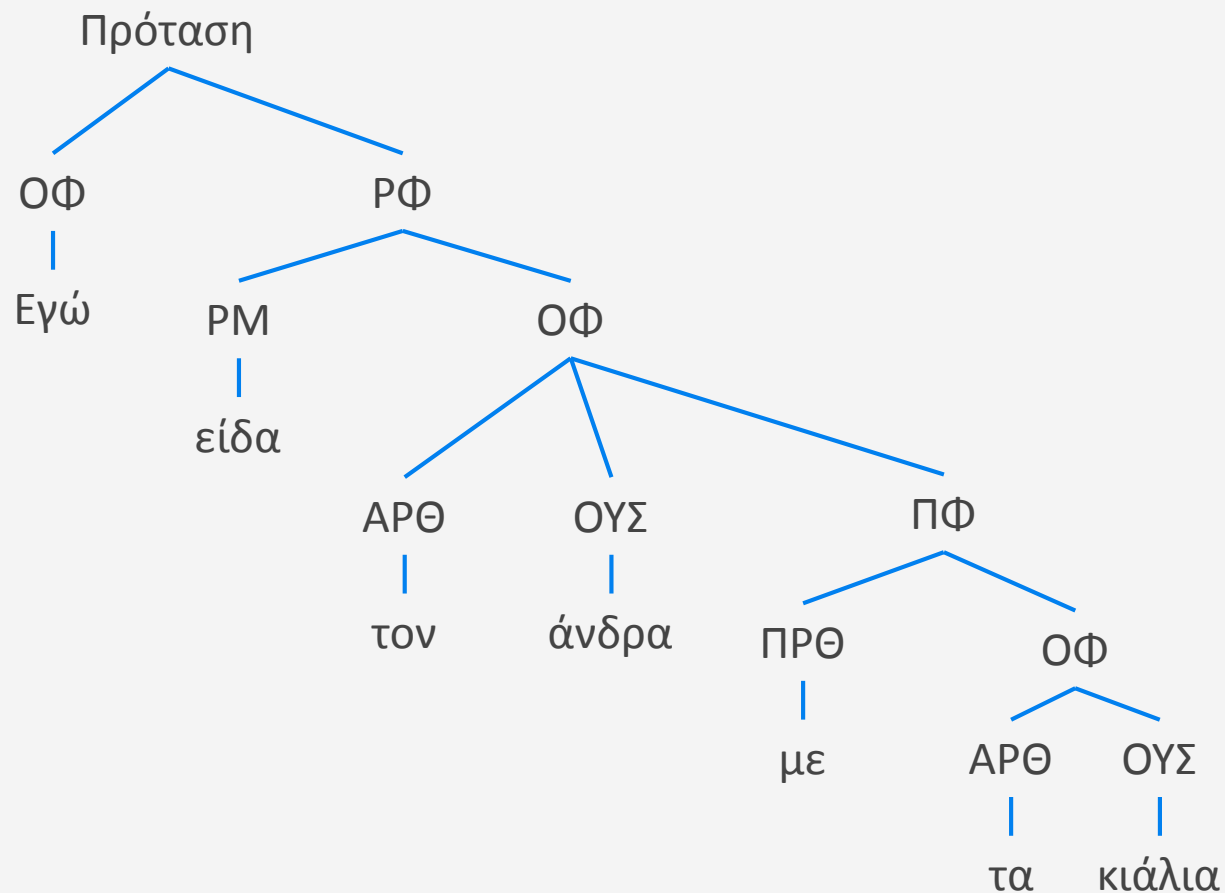 Πρόταση
ΟΦ ΡΦ
Εγώ ΡΜ ΟΦ
είδα
ΑΡΘ ΟΥΣ ΠΦ
τον άνδρα ΠΡΘ ΟΦ
με ΑΡΘ ΟΥΣ
τα κιάλια